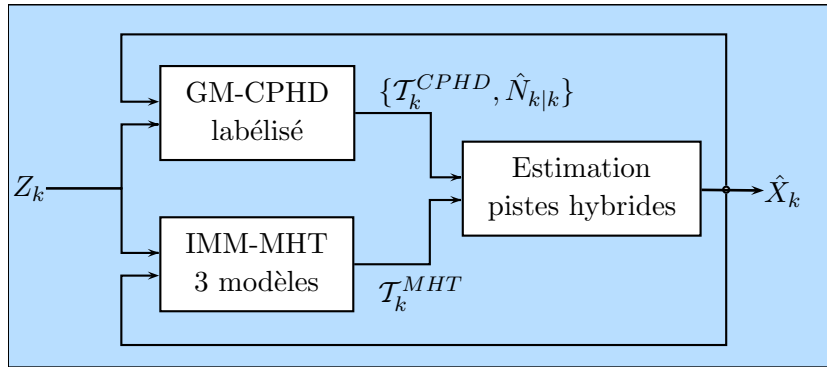 GM-CPHD
labélisé
{𝒯_k^{CPHD}, N̂_{k|k}}
Z_k
Estimation
pistes hybrides
X̂_k
IMM-MHT
3 modèles
𝒯_k^{MHT}